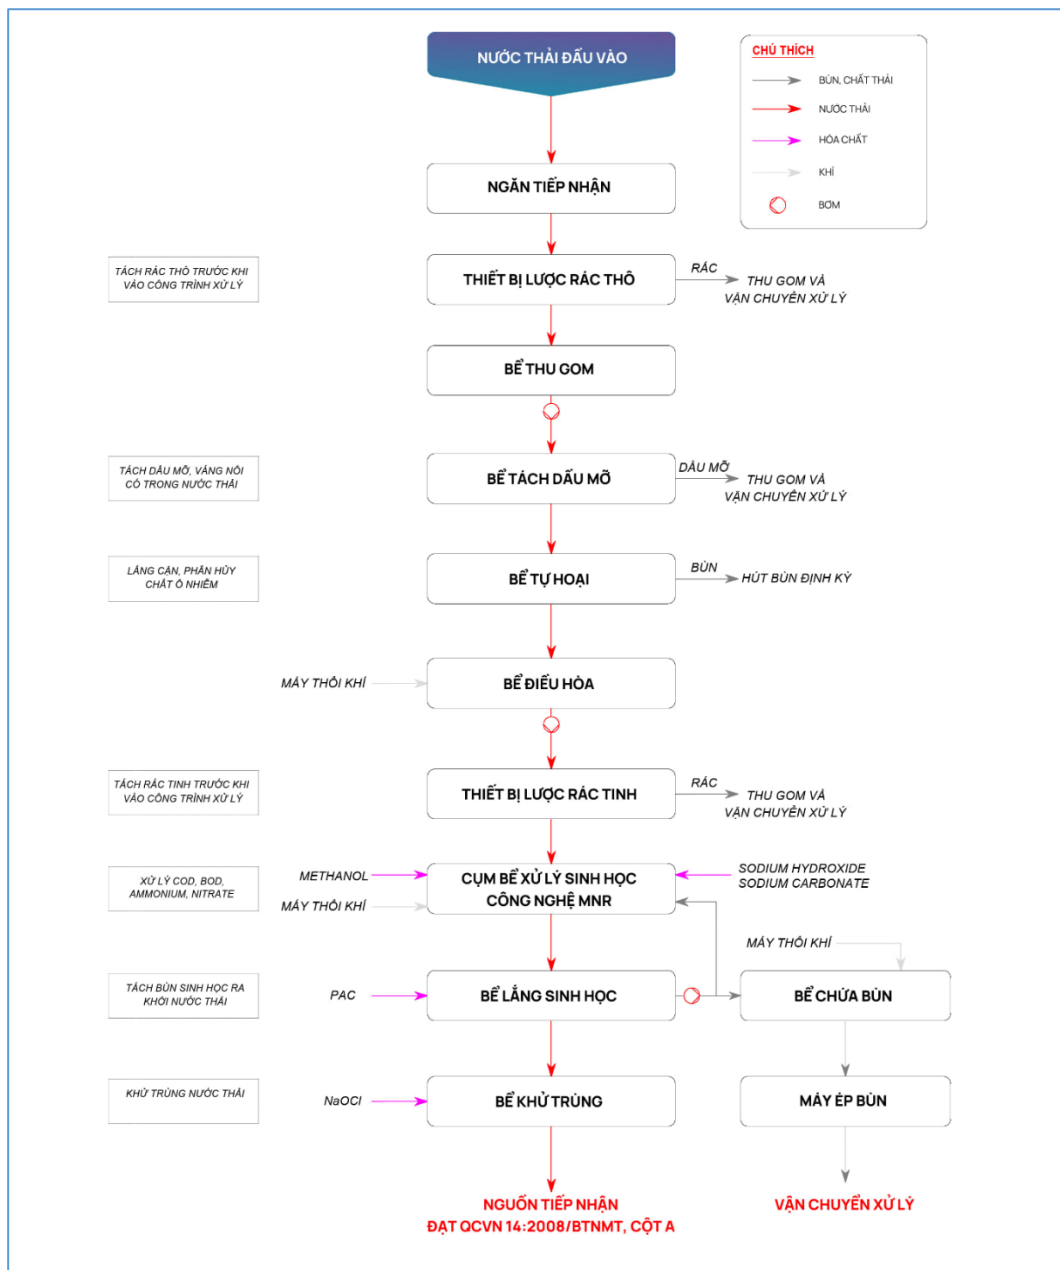 NƯỚC THẢI ĐẤU VÀO
CHÚ THÍCH
BÙN, CHẤT THẢI
NƯỚC THẢI
HÓA CHẤT
KHÍ
BƠM
NGĂN TIẾP NHẬN
TÁCH RÁC THÔ TRƯỚC KHI
VÀO CÔNG TRÌNH XỬ LÝ
THIẾT BỊ LƯỢC RÁC THÔ
RÁC
THU GOM VÀ
VẬN CHUYỂN XỬ LÝ
BỂ THU GOM
TÁCH DẦU MỠ, VÁNG NỔI
CÓ TRONG NƯỚC THẢI
BỂ TÁCH DẤU MỠ
DẦU MỠ
THU GOM VÀ
VẬN CHUYỂN XỬ LÝ
LẮNG CẶN, PHÂN HỦY
CHẤT Ô NHIỄM
BỂ TỰ HOẠI
BÙN
HÚT BÙN ĐỊNH KỲ
MÁY THỔI KHÍ
BỂ ĐIỀU HÒA
TÁCH RÁC TINH TRƯỚC KHI
VÀO CÔNG TRÌNH XỬ LÝ
THIẾT BỊ LƯỢC RÁC TINH
RÁC
THU GOM VÀ
VẬN CHUYỂN XỬ LÝ
XỬ LÝ COD, BOD,
AMMONIUM, NITRATE
METHANOL
MÁY THỔI KHÍ
CỤM BỂ XỬ LÝ SINH HỌC
CÔNG NGHỆ MNR
SODIUM HYDROXIDE
SODIUM CARBONATE
MÁY THỔI KHÍ
TÁCH BÙN SINH HỌC RA
KHỎI NƯỚC THẢI
PAC
BỂ LẮNG SINH HỌC
BỂ CHỨA BÙN
KHỬ TRÙNG NƯỚC THẢI
NaOCl
BỂ KHỬ TRÙNG
MÁY ÉP BÙN
NGUỒN TIẾP NHẬN
ĐẠT QCVN 14:2008/BTNMT, CỘT A
VẬN CHUYỂN XỬ LÝ